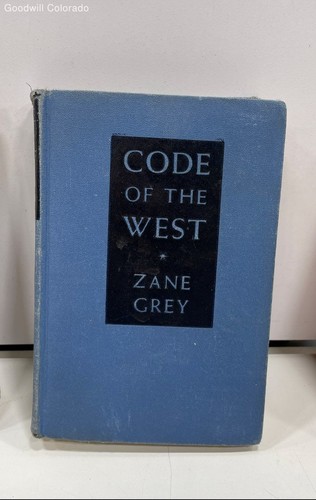 Goodwill Colorado
CODE
OF THE
WEST
*
ZANE
GREY